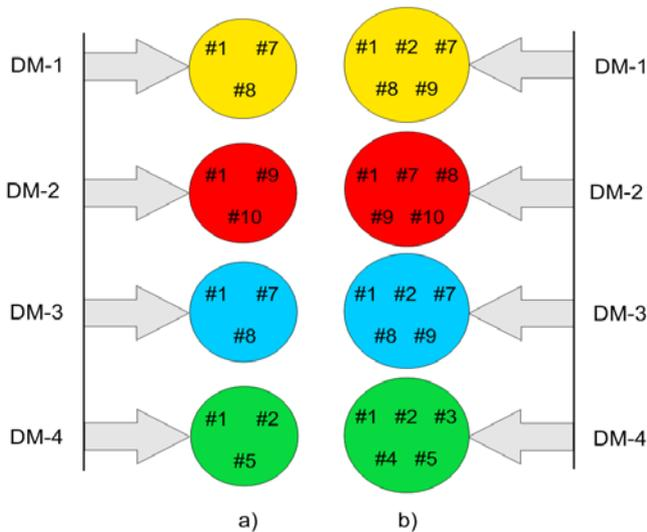 #1 #7 #1 #2 #7
DM-1 DM-1
#8 #8 #9
#1 #9 #1 #7 #8
DM-2 DM-2
#10 #9 #10
#1 #7 #1 #2 #7
DM-3 DM-3
#8 #8 #9
#1 #2 #1 #2 #3
DM-4 DM-4
#5 #4 #5
a) b)